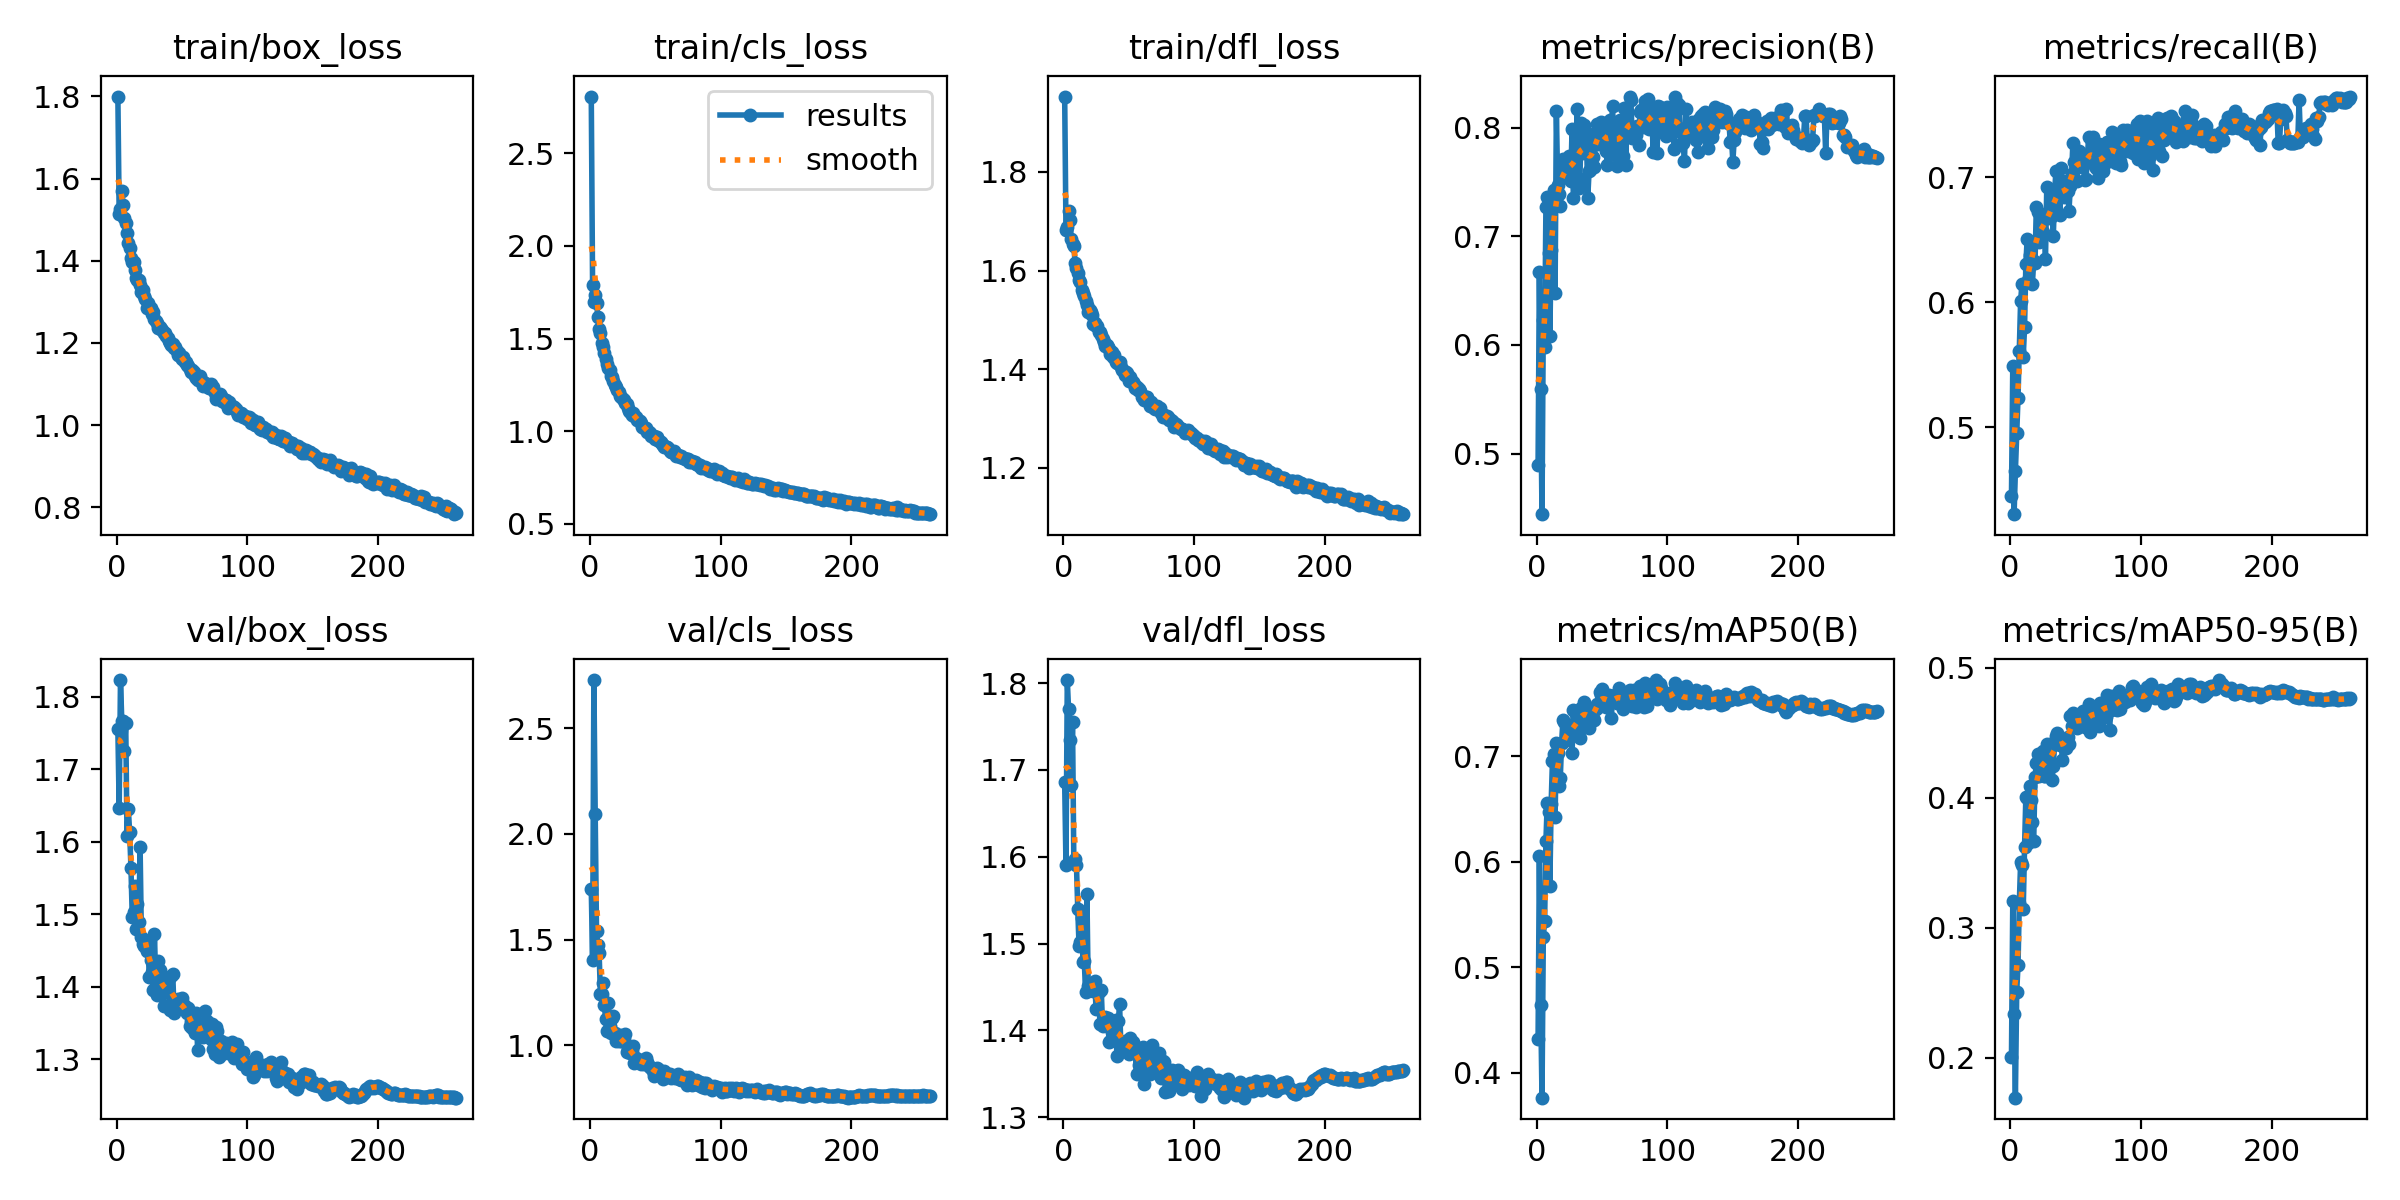 train/box_loss
1.8
1.6
1.4
1.2
1.0
0.8
0 100 200
train/cls_loss
results
smooth
2.5
2.0
1.5
1.0
0.5
0 100 200
train/dfl_loss
1.8
1.6
1.4
1.2
0 100 200
metrics/precision(B)
0.8
0.7
0.6
0.5
0 100 200
metrics/recall(B)
0.7
0.6
0.5
0 100 200
val/box_loss
1.8
1.7
1.6
1.5
1.4
1.3
0 100 200
val/cls_loss
2.5
2.0
1.5
1.0
0 100 200
val/dfl_loss
1.8
1.7
1.6
1.5
1.4
1.3
0 100 200
metrics/mAP50(B)
0.7
0.6
0.5
0.4
0 100 200
metrics/mAP50-95(B)
0.5
0.4
0.3
0.2
0 100 200